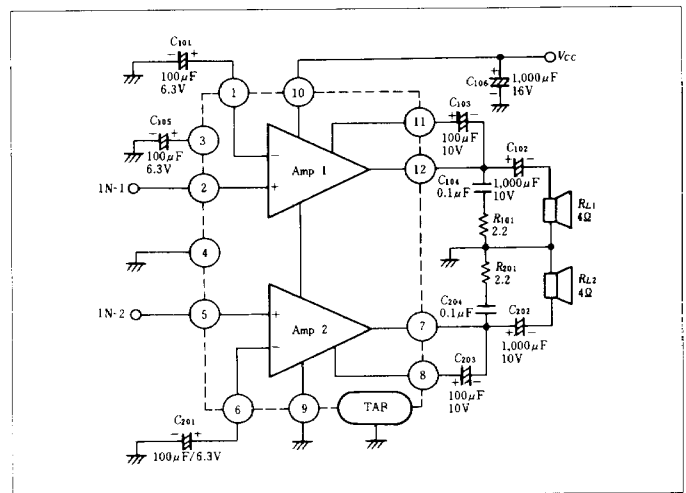 C101
100μF
6.3V
1
10
VCC
C106
1,000μF
16V
C105
100μF
6.3V
3
11
C103
100μF
10V
IN-1
2
Amp 1
12
C102
1,000μF
10V
C104
0.1μF
R101
2.2
RL1
4Ω
4
R201
2.2
RL2
4Ω
IN-2
5
Amp 2
C204
0.1μF
7
C202
1,000μF
10V
8
C203
100μF
10V
6
9
TAB
C201
100μF/6.3V